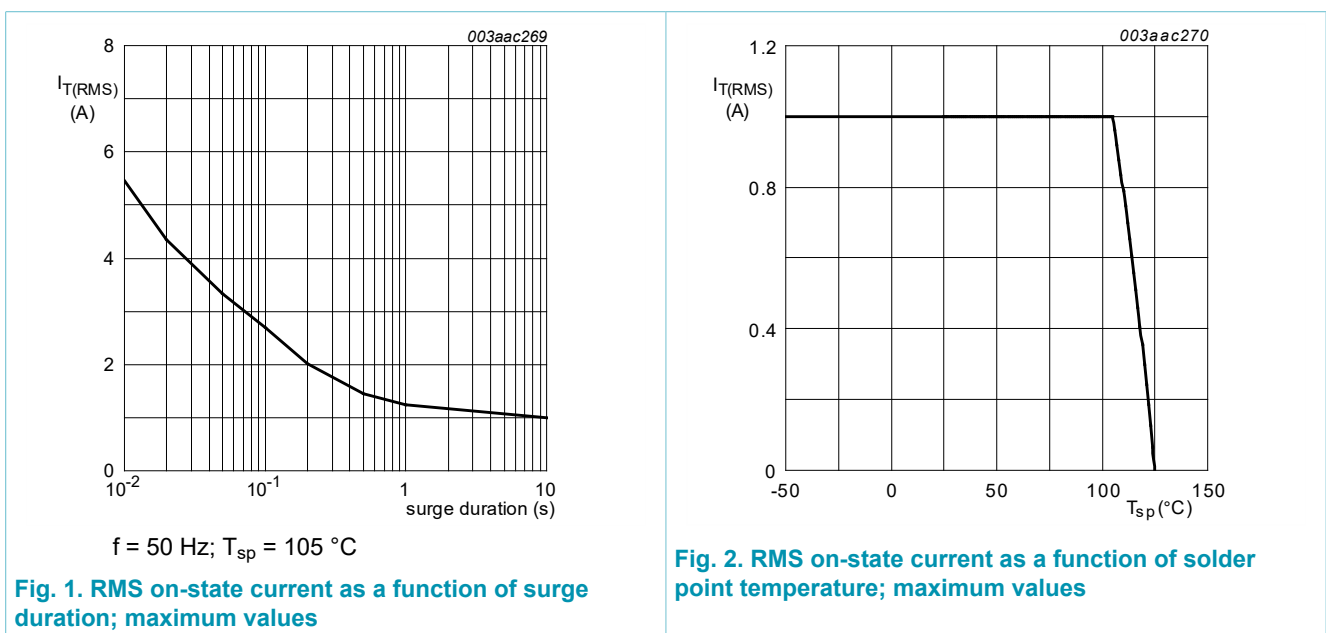 003aac269
8
I_T(RMS)
(A)
6
4
2
0
10^-2
10^-1
1
10
surge duration (s)
f = 50 Hz; T_sp = 105 °C
Fig. 1. RMS on-state current as a function of surge
duration; maximum values
003aac270
1.2
I_T(RMS)
(A)
0.8
0.4
0
-50
0
50
100
150
T_sp (°C)
Fig. 2. RMS on-state current as a function of solder
point temperature; maximum values